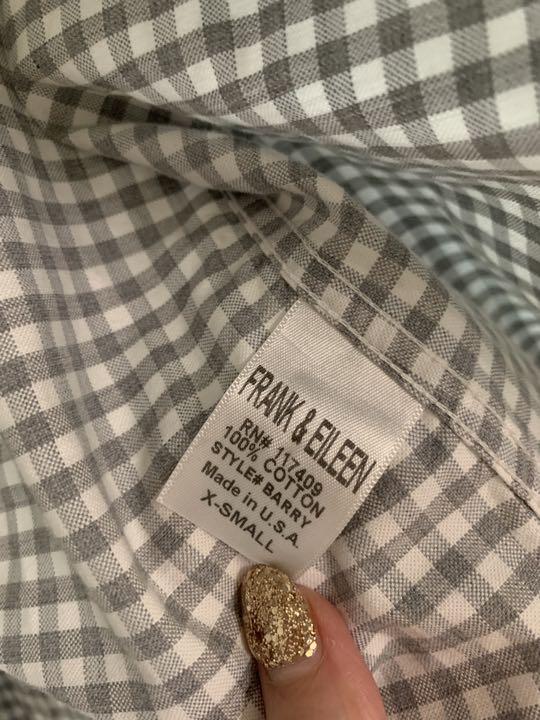 FRANK & EILEEN
RN# 117409
100% COTTON
STYLE# BARRY
Made in U.S.A.
X-SMALL